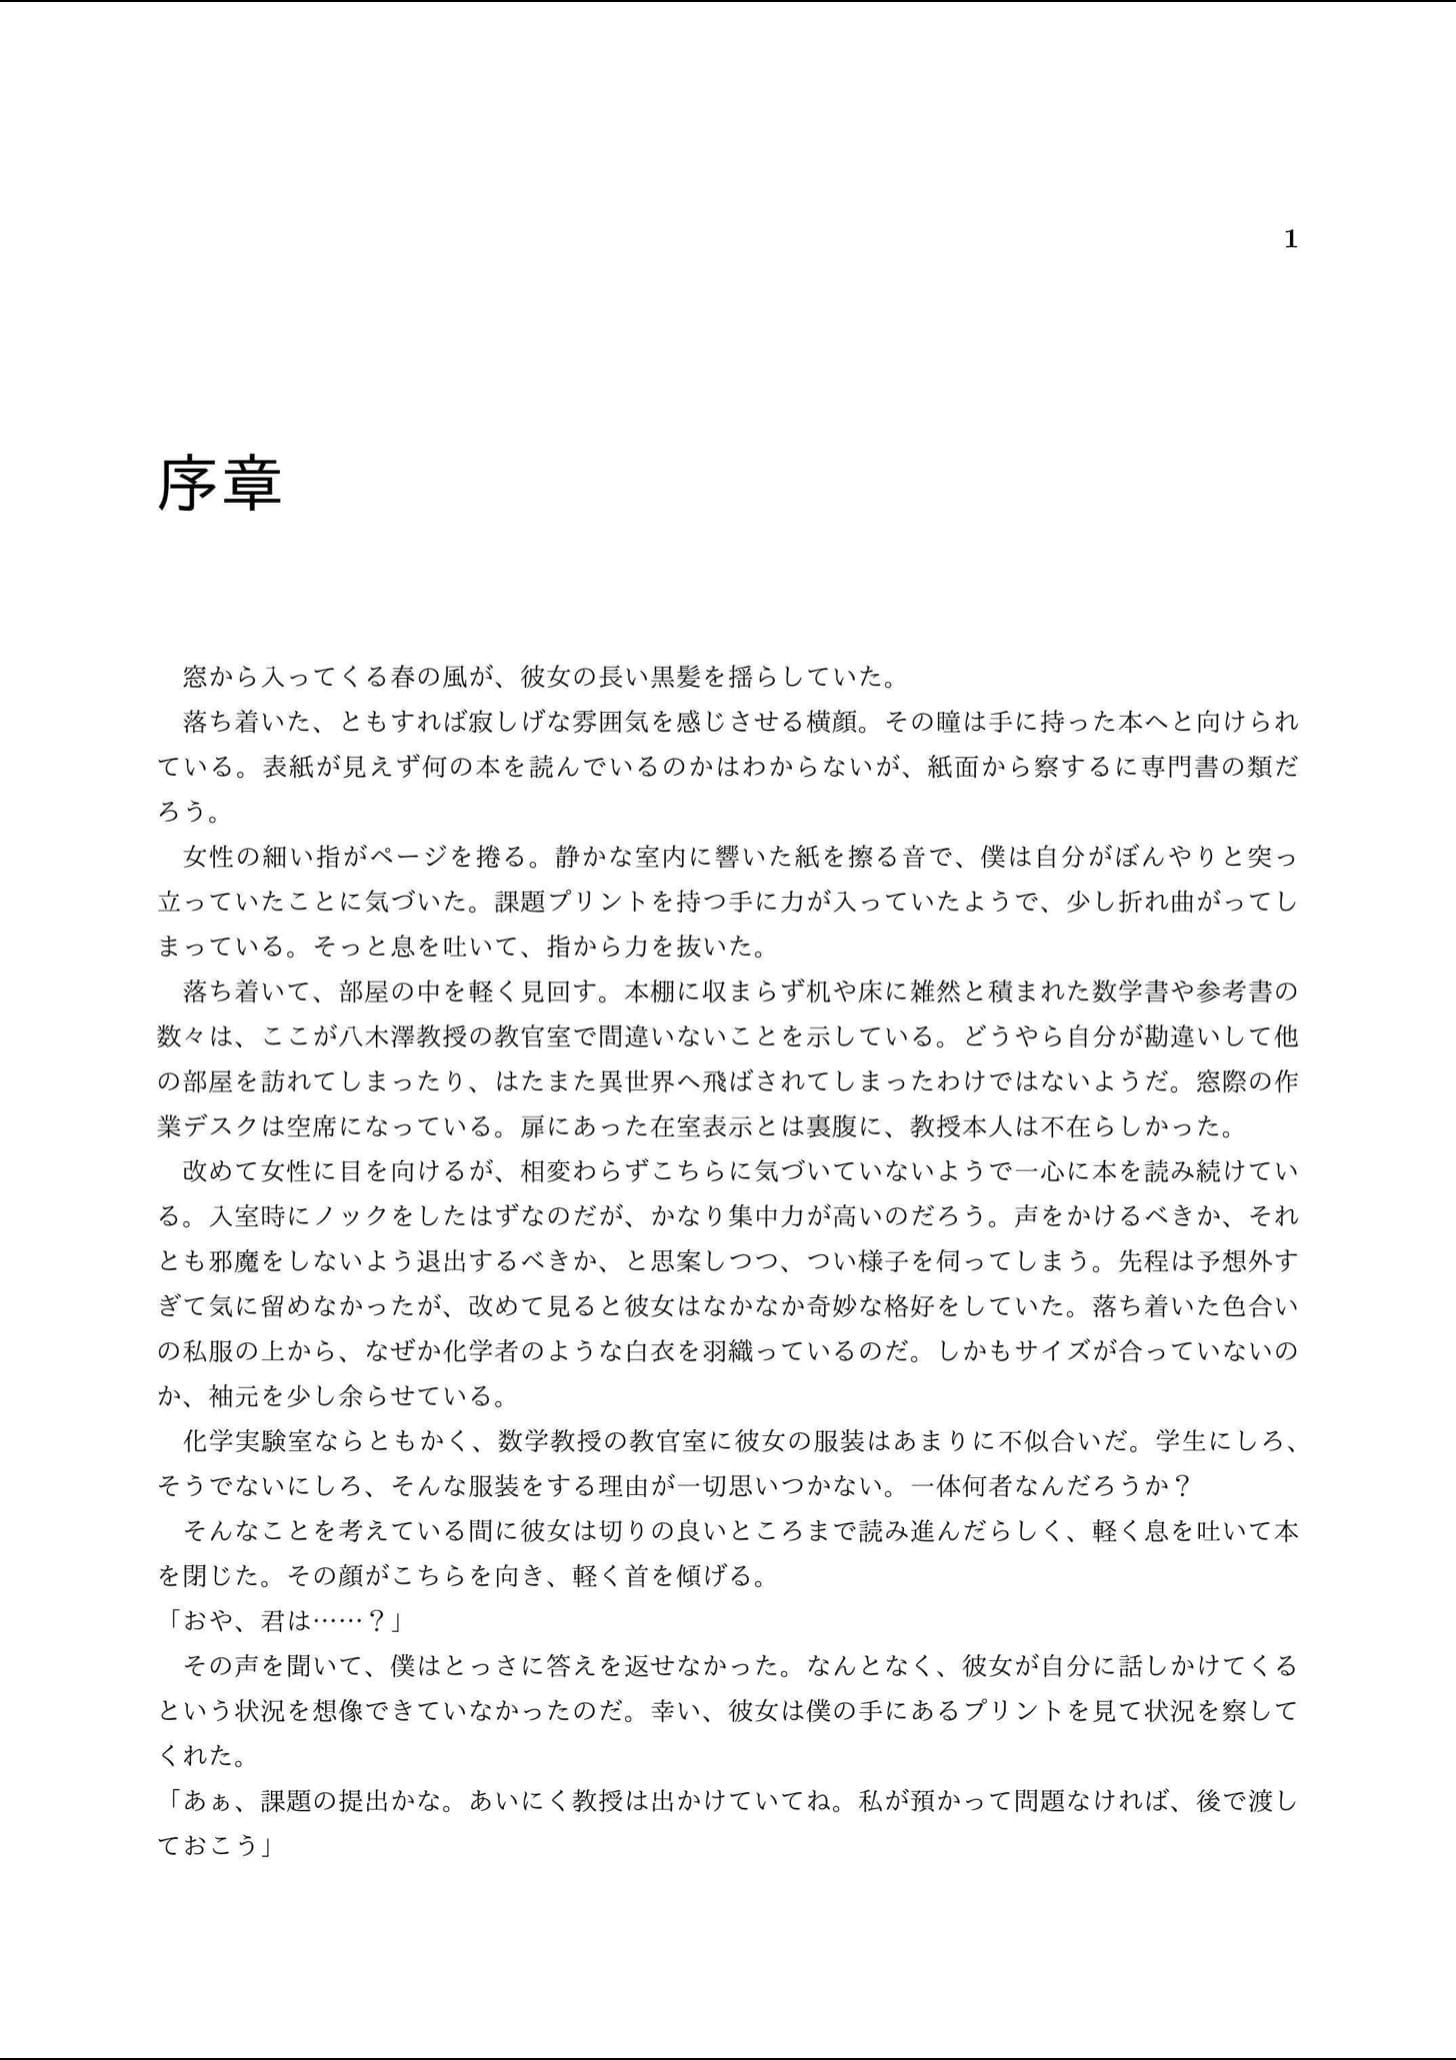 1
序章
窓から入ってくる春の風が、彼女の長い黒髪を揺らしていた。
落ち着いた、ともすれば寂しげな雰囲気を感じさせる横顔。その瞳は手に持った本へと向けられ
ている。表紙が見えず何の本を読んでいるのかはわからないが、紙面から察するに専門書の類だ
ろう。
女性の細い指がページを捲る。静かな室内に響いた紙を擦る音で、僕は自分がぼんやりと突っ
立っていたことに気づいた。課題プリントを持つ手に力が入っていたようで、少し折れ曲がってし
まっている。そっと息を吐いて、指から力を抜いた。
落ち着いて、部屋の中を軽く見回す。本棚に収まらず机や床に雑然と積まれた数学書や参考書の
数々は、ここが八木澤教授の教官室で間違いないことを示している。どうやら自分が勘違いして他
の部屋を訪れてしまったり、はたまた異世界へ飛ばされてしまったわけではないようだ。窓際の作
業デスクは空席になっている。扉にあった在室表示とは裏腹に、教授本人は不在らしかった。
改めて女性に目を向けるが、相変わらずこちらに気づいていないようで一心に本を読み続けてい
る。入室時にノックをしたはずなのだが、かなり集中力が高いのだろう。声をかけるべきか、それ
とも邪魔をしないよう退出するべきか、と思案しつつ、つい様子を伺ってしまう。先程は予想外す
ぎて気に留めなかったが、改めて見ると彼女はなかなか奇妙な格好をしていた。落ち着いた色合い
の私服の上から、なぜか化学者のような白衣を羽織っているのだ。しかもサイズが合っていないの
か、袖元を少し余らせている。
化学実験室ならともかく、数学教授の教官室に彼女の服装はあまりに不似合いだ。学生にしろ、
そうでないにしろ、そんな服装をする理由が一切思いつかない。一体何者なんだろうか？
そんなことを考えている間に彼女は切りの良いところまで読み進んだらしく、軽く息を吐いて本
を閉じた。その顔がこちらを向き、軽く首を傾げる。
「おや、君は……？」
その声を聞いて、僕はとっさに答えを返せなかった。なんとなく、彼女が自分に話しかけてくる
という状況を想像できていなかったのだ。幸い、彼女は僕の手にあるプリントを見て状況を察して
くれた。
「あぁ、課題の提出かな。あいにく教授は出かけていてね。私が預かって問題なければ、後で渡し
ておこう」